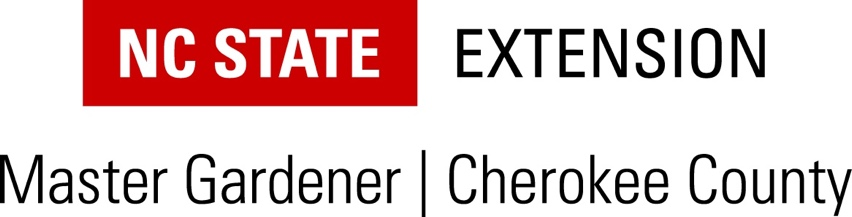 NC STATE EXTENSION
Master Gardener | Cherokee County